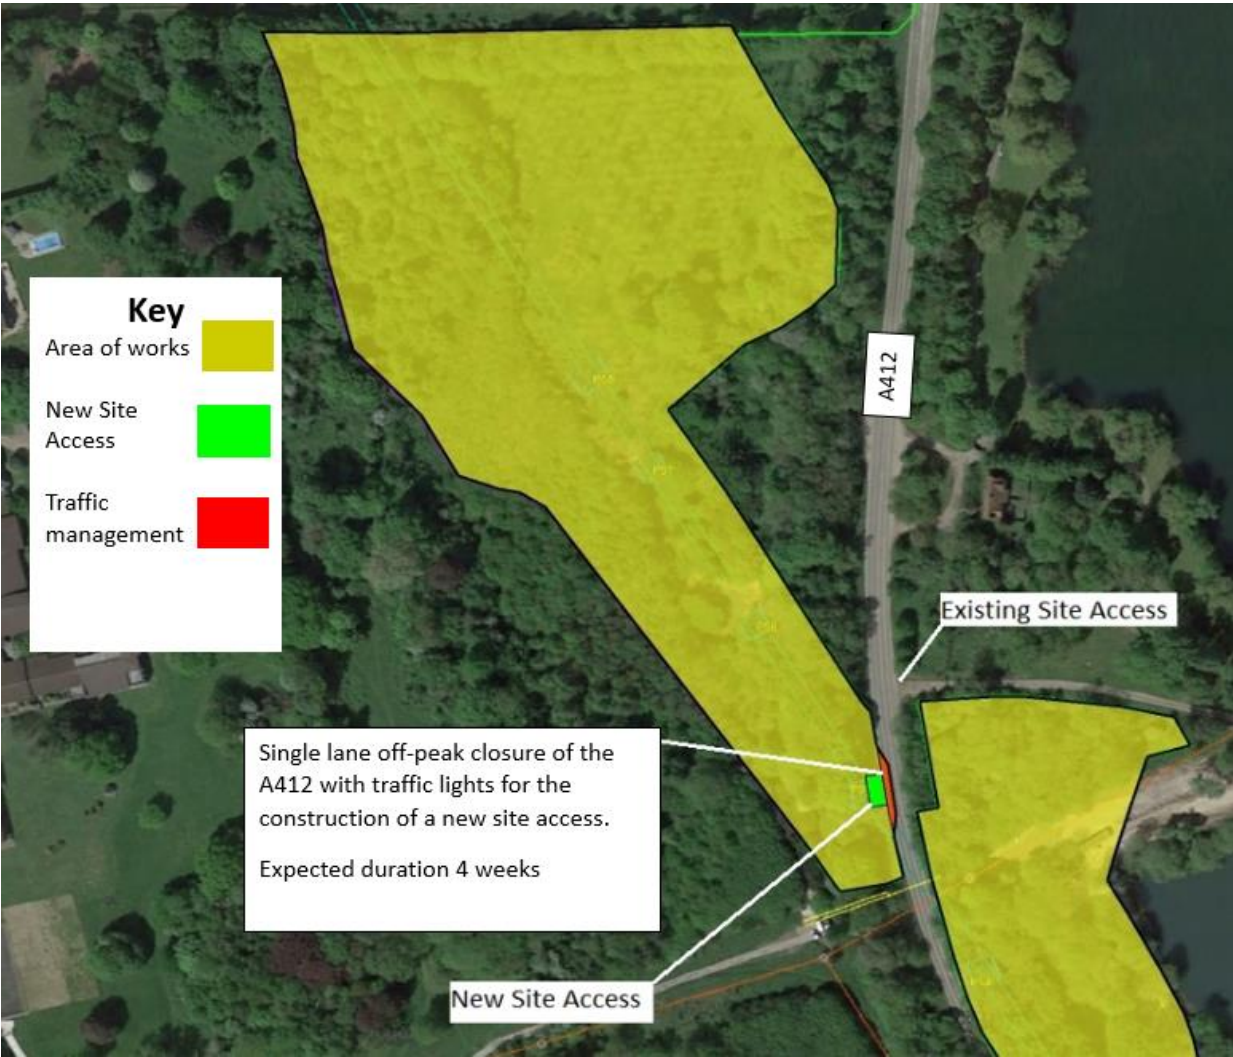 Key
Area of works
New Site
Access
Traffic
management
A412
Existing Site Access
Single lane off-peak closure of the
A412 with traffic lights for the
construction of a new site access.
Expected duration 4 weeks
New Site Access